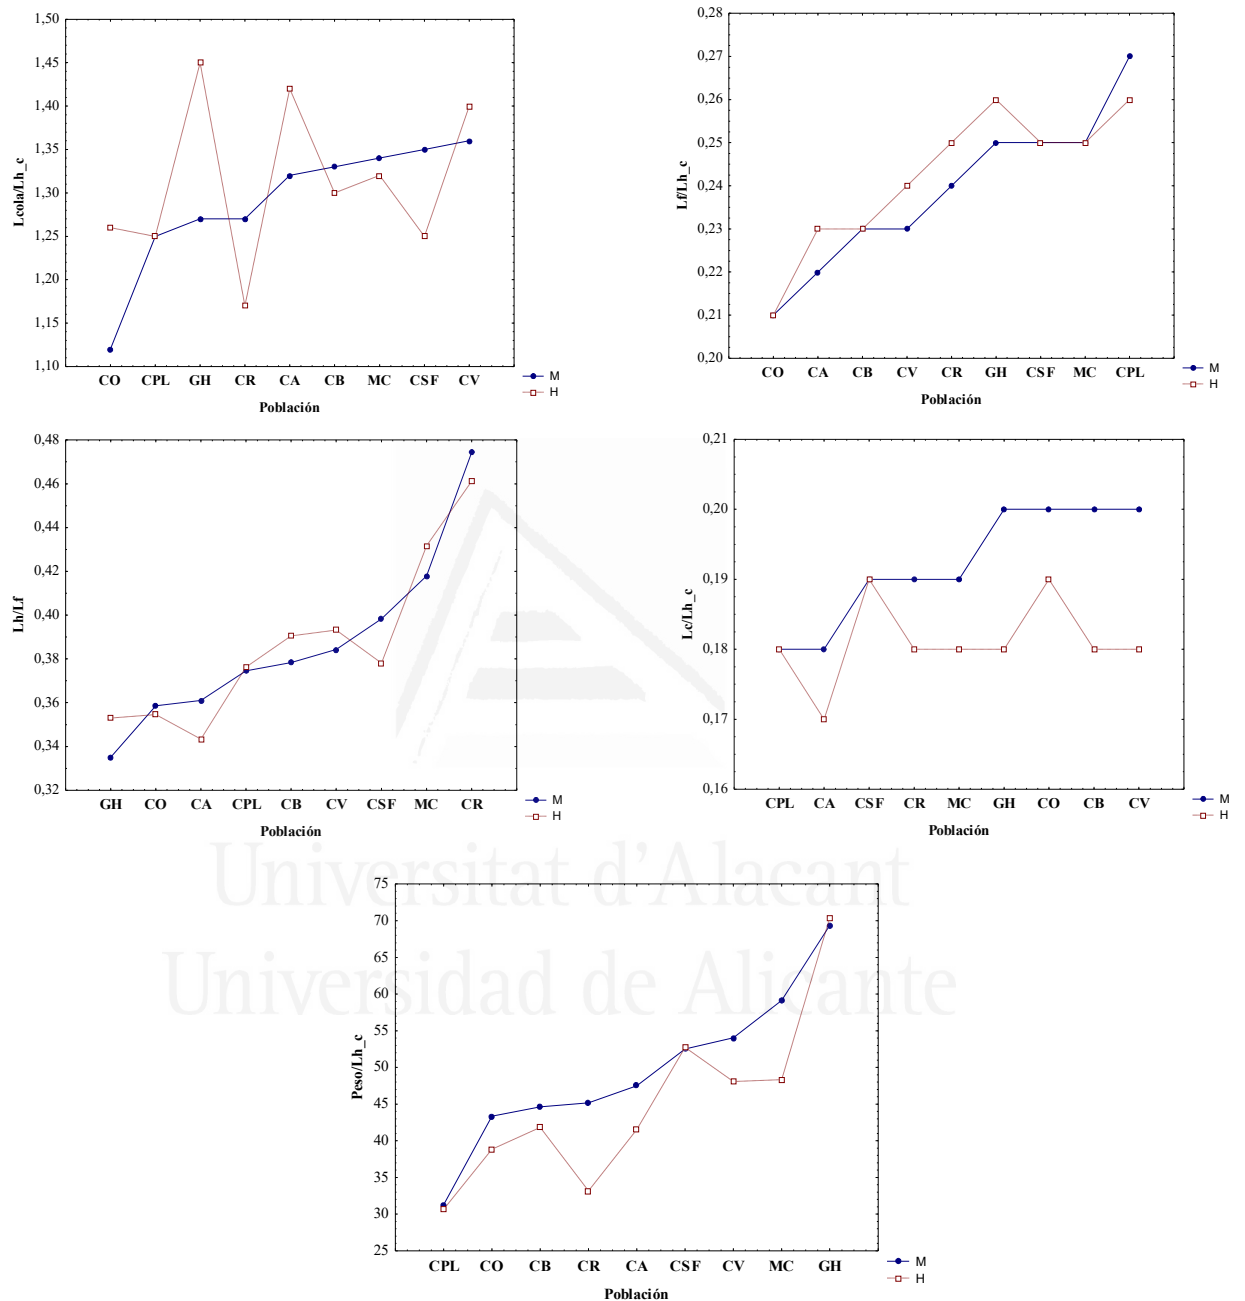 1,50
1,45
1,40
1,35
1,30
1,25
1,20
1,15
1,10
Lcola/Lh_c
CO CPL GH CR CA CB MC CSF CV
Población
M
H
0,28
0,27
0,26
0,25
0,24
0,23
0,22
0,21
0,20
Lf/Lh_c
CO CA CB CV CR GH CSF MC CPL
Población
M
H
0,48
0,46
0,44
0,42
0,40
0,38
0,36
0,34
0,32
Lh/Lf
GH CO CA CPL CB CV CSF MC CR
Población
M
H
0,21
0,20
0,19
0,18
0,17
0,16
Lc/Lh_c
CPL CA CSF CR MC GH CO CB CV
Población
M
H
Universitat d'Alacant
Universidad de Alicante
75
70
65
60
55
50
45
40
35
30
25
Peso/Lh_c
CPL CO CB CR CA CSF CV MC GH
Población
M
H